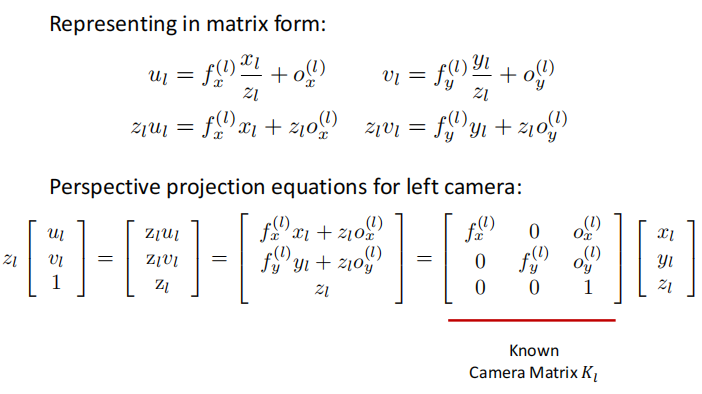 Representing in matrix form:
$u_l = f_x^{(l)} \frac{x_l}{z_l} + o_x^{(l)}$ $v_l = f_y^{(l)} \frac{y_l}{z_l} + o_y^{(l)}$
$z_l u_l = f_x^{(l)} x_l + z_l o_x^{(l)}$ $z_l v_l = f_y^{(l)} y_l + z_l o_y^{(l)}$
Perspective projection equations for left camera:
$z_l \begin{bmatrix} u_l \\ v_l \\ 1 \end{bmatrix} = \begin{bmatrix} z_l u_l \\ z_l v_l \\ z_l \end{bmatrix} = \begin{bmatrix} f_x^{(l)} x_l + z_l o_x^{(l)} \\ f_y^{(l)} y_l + z_l o_y^{(l)} \\ z_l \end{bmatrix} = \begin{bmatrix} f_x^{(l)} & 0 & o_x^{(l)} \\ 0 & f_y^{(l)} & o_y^{(l)} \\ 0 & 0 & 1 \end{bmatrix} \begin{bmatrix} x_l \\ y_l \\ z_l \end{bmatrix}$
Known
Camera Matrix $K_l$